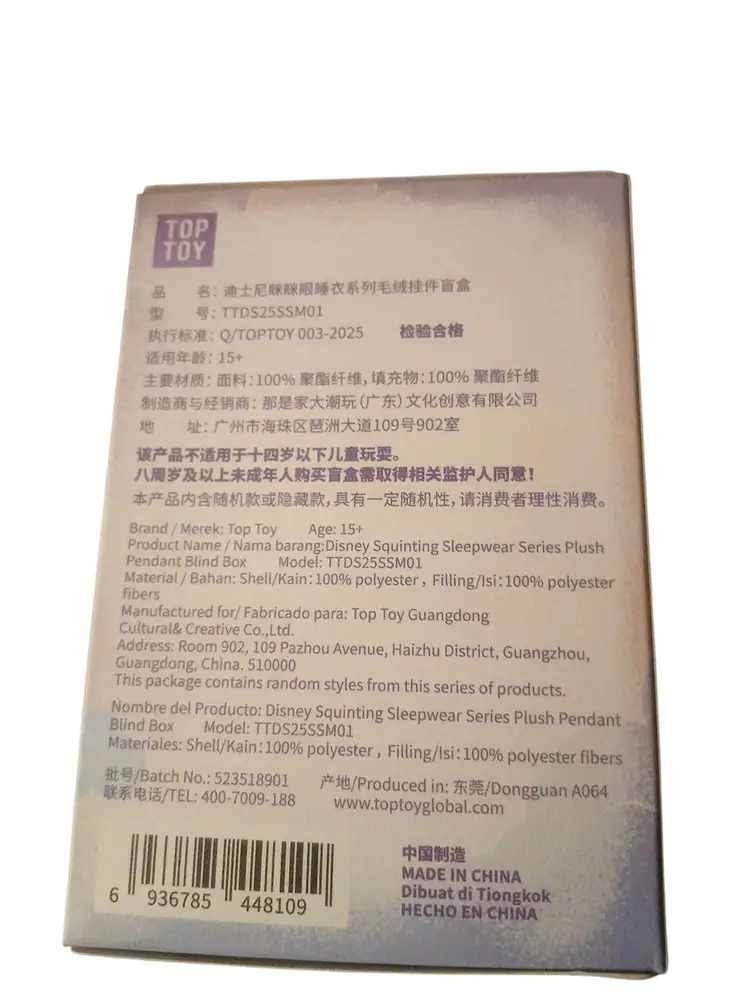 TOP
TOY
品 名：迪士尼眯眯眼睡衣系列毛绒挂件盲盒
型 号：TTDS25SSM01
执行标准：Q/TOPTOY 003-2025 检验合格
适用年龄：15+
主要材质：面料：100% 聚酯纤维，填充物：100% 聚酯纤维
制造商与经销商：那是家大潮玩（广东）文化创意有限公司
地 址：广州市海珠区琶洲大道109号902室
该产品不适用于十四岁以下儿童玩耍。
八周岁及以上未成年人购买盲盒需取得相关监护人同意！
本产品内含随机款或隐藏款，具有一定随机性，请消费者理性消费。
Brand / Merek: Top Toy Age: 15+
Product Name / Nama barang:Disney Squinting Sleepwear Series Plush
Pendant Blind Box Model: TTDS25SSM01
Material / Bahan: Shell/Kain：100% polyester , Filling/Isi：100% polyester
fibers
Manufactured for/ Fabricado para: Top Toy Guangdong
Cultural& Creative Co.,Ltd.
Address: Room 902, 109 Pazhou Avenue, Haizhu District, Guangzhou,
Guangdong, China. 510000
This package contains random styles from this series of products.
Nombre del Producto: Disney Squinting Sleepwear Series Plush Pendant
Blind Box Model: TTDS25SSM01
Materiales: Shell/Kain：100% polyester , Filling/Isi：100% polyester fibers
批号/Batch No.: 523518901 产地/Produced in: 东莞/Dongguan A064
联系电话/TEL: 400-7009-188 www.toptoyglobal.com
6 936785 448109
中国制造
MADE IN CHINA
Dibuat di Tiongkok
HECHO EN CHINA